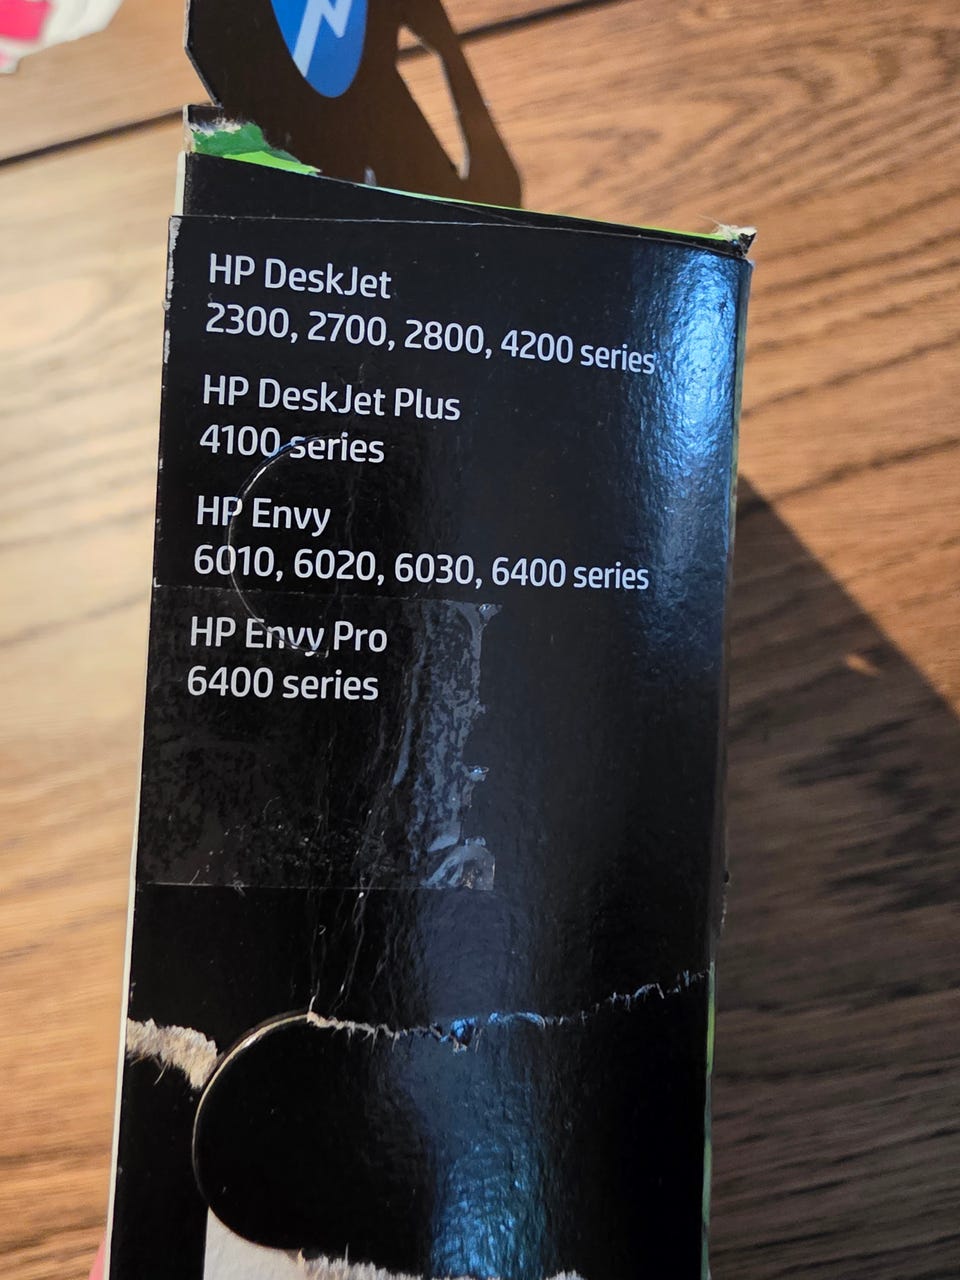 HP DeskJet
2300, 2700, 2800, 4200 series
HP DeskJet Plus
4100 series
HP Envy
6010, 6020, 6030, 6400 series
HP Envy Pro
6400 series